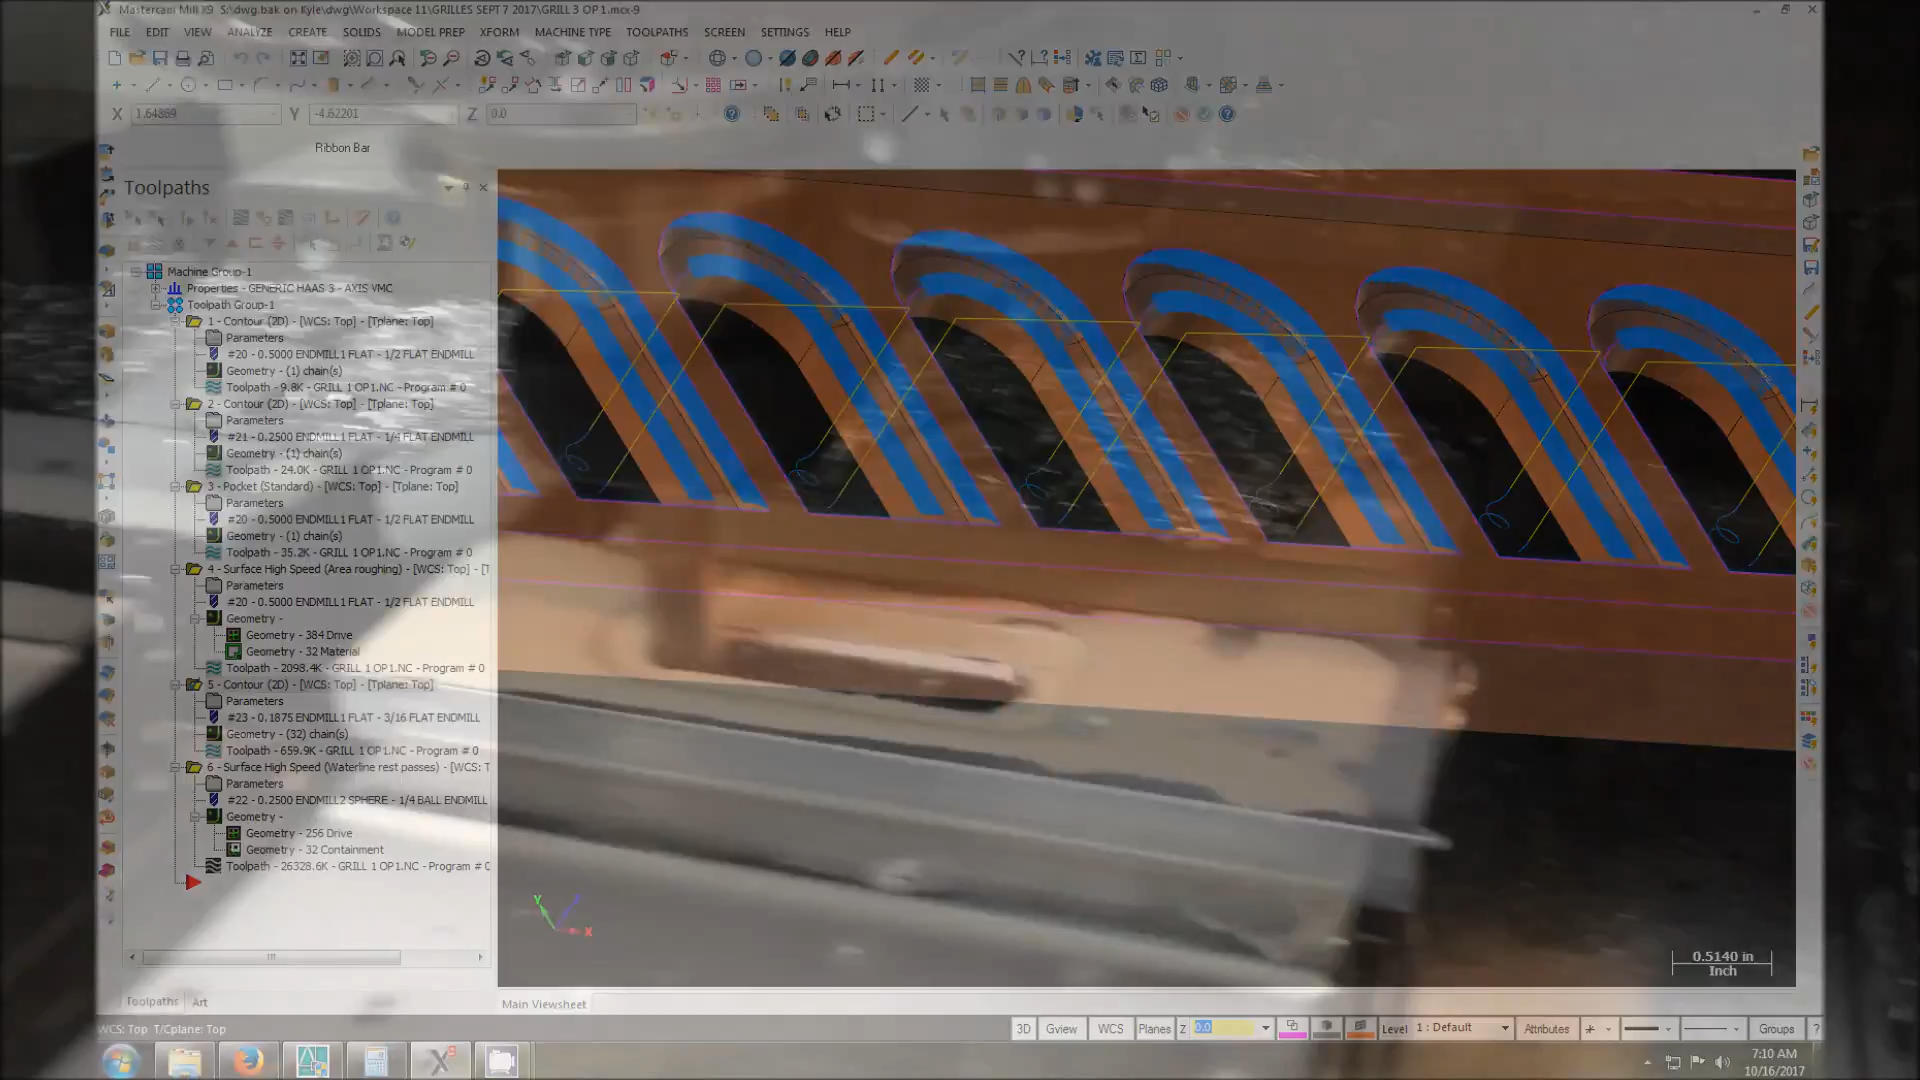 Mastercam Mill X9 S:\dwg.bak on Kyle\dwg\Workspace 11\GRILLES SEPT 7 2017\GRILL 3 OP 1.mcx-9
FILE EDIT VIEW ANALYZE CREATE SOLIDS MODEL PREP XFORM MACHINE TYPE TOOLPATHS SCREEN SETTINGS HELP
X 1.64869 Y -4.62201 Z 0.0
Ribbon Bar
Toolpaths
Machine Group-1
Properties - GENERIC HAAS 3 - AXIS VMC
Toolpath Group-1
1 - Contour (2D) - [WCS: Top] - [Tplane: Top]
Parameters
#20 - 0.5000 ENDMILL1 FLAT - 1/2 FLAT ENDMILL
Geometry - (1) chain(s)
Toolpath - 9.8K - GRILL 1 OP1.NC - Program # 0
2 - Contour (2D) - [WCS: Top] - [Tplane: Top]
Parameters
#21 - 0.2500 ENDMILL1 FLAT - 1/4 FLAT ENDMILL
Geometry - (1) chain(s)
Toolpath - 24.0K - GRILL 1 OP1.NC - Program # 0
3 - Pocket (Standard) - [WCS: Top] - [Tplane: Top]
Parameters
#20 - 0.5000 ENDMILL1 FLAT - 1/2 FLAT ENDMILL
Geometry - (1) chain(s)
Toolpath - 35.2K - GRILL 1 OP1.NC - Program # 0
4 - Surface High Speed (Area roughing) - [WCS: Top] - [T
Parameters
#20 - 0.5000 ENDMILL1 FLAT - 1/2 FLAT ENDMILL
Geometry -
Geometry - 384 Drive
Geometry - 32 Material
Toolpath - 2098.4K - GRILL 1 OP1.NC - Program # 0
5 - Contour (2D) - [WCS: Top] - [Tplane: Top]
Parameters
#23 - 0.1875 ENDMILL1 FLAT - 3/16 FLAT ENDMILL
Geometry - (32) chain(s)
Toolpath - 659.9K - GRILL 1 OP1.NC - Program # 0
6 - Surface High Speed (Waterline rest passes) - [WCS: T
Parameters
#22 - 0.2500 ENDMILL2 SPHERE - 1/4 BALL ENDMILL
Geometry -
Geometry - 256 Drive
Geometry - 32 Containment
Toolpath - 26328.6K - GRILL 1 OP1.NC - Program # 0
Y
X
0.5140 in
Inch
Toolpaths Art
Main Viewsheet
WCS: Top T/Cplane: Top
3D Gview WCS Planes Z 0.0 Level 1 : Default Attributes Groups ?
7:10 AM
10/16/2017